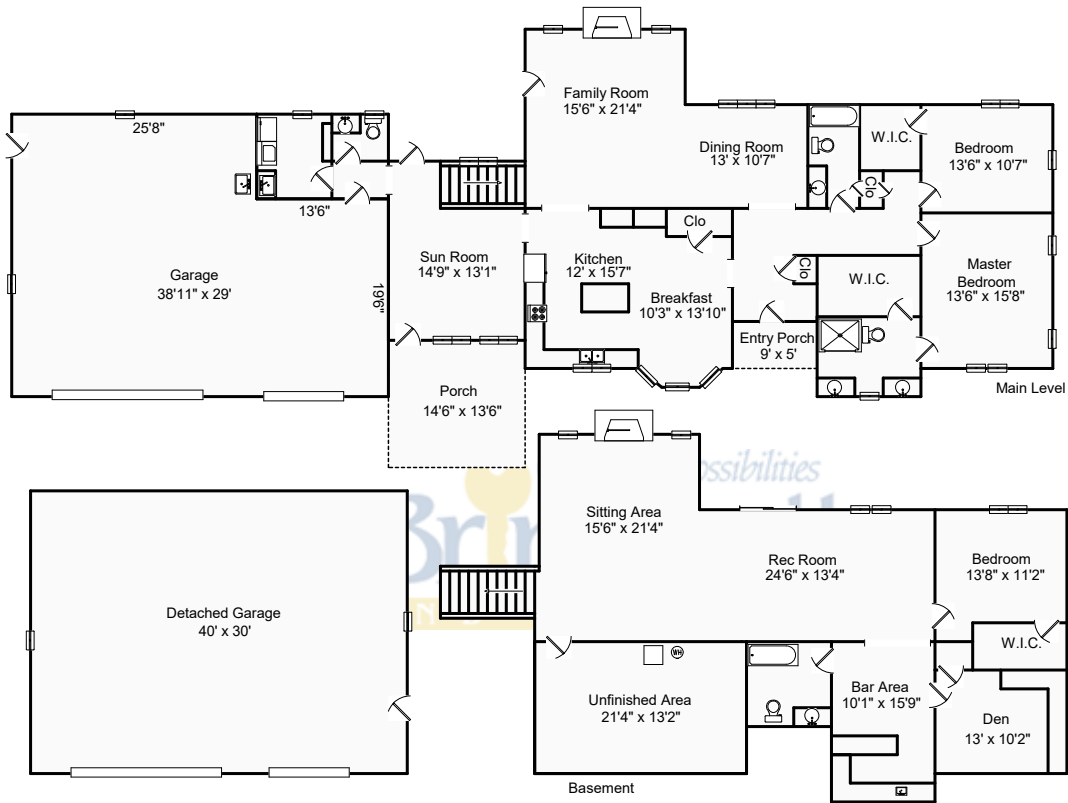 Family Room
15'6" x 21'4"
25'8"
Dining Room
13' x 10'7"
W.I.C.
Bedroom
13'6" x 10'7"
Clo
13'6"
Clo
Sun Room
14'9" x 13'1"
Kitchen
12' x 15'7"
Clo
Garage
38'11" x 29'
19'6"
Breakfast
10'3" x 13'10"
W.I.C.
Master
Bedroom
13'6" x 15'8"
Entry Porch
9' x 5'
Porch
14'6" x 13'6"
Main Level
ossibilities
Sitting Area
15'6" x 21'4"
Rec Room
24'6" x 13'4"
Bedroom
13'8" x 11'2"
Detached Garage
40' x 30'
W.I.C.
WH
Unfinished Area
21'4" x 13'2"
Bar Area
10'1" x 15'9"
Den
13' x 10'2"
Basement